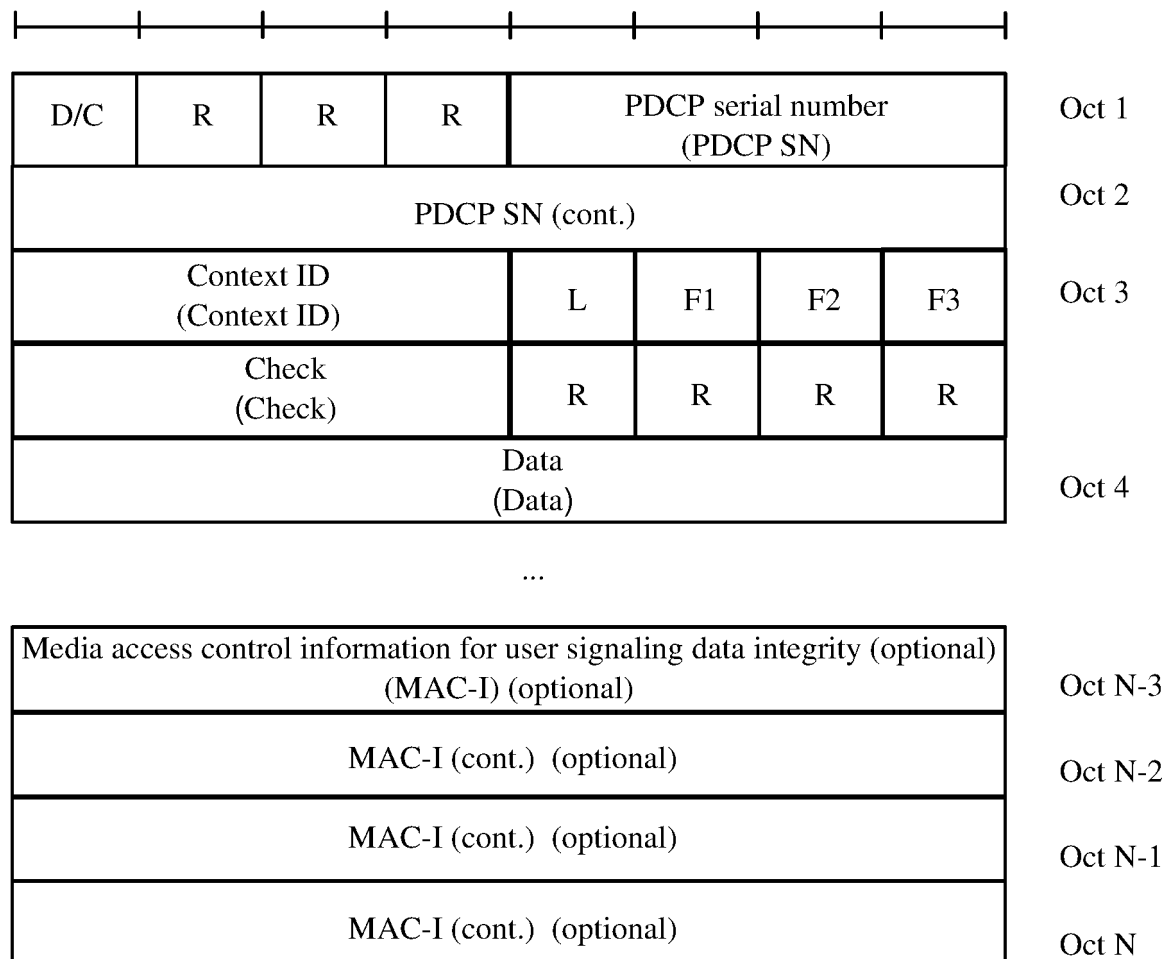 D/C R R R PDCP serial number Oct 1
(PDCP SN)
PDCP SN (cont.) Oct 2
Context ID L F1 F2 F3 Oct 3
(Context ID)
Check R R R R
(Check)
Data Oct 4
(Data)
...
Media access control information for user signaling data integrity (optional)
(MAC-I) (optional) Oct N-3
MAC-I (cont.) (optional) Oct N-2
MAC-I (cont.) (optional) Oct N-1
MAC-I (cont.) (optional) Oct N